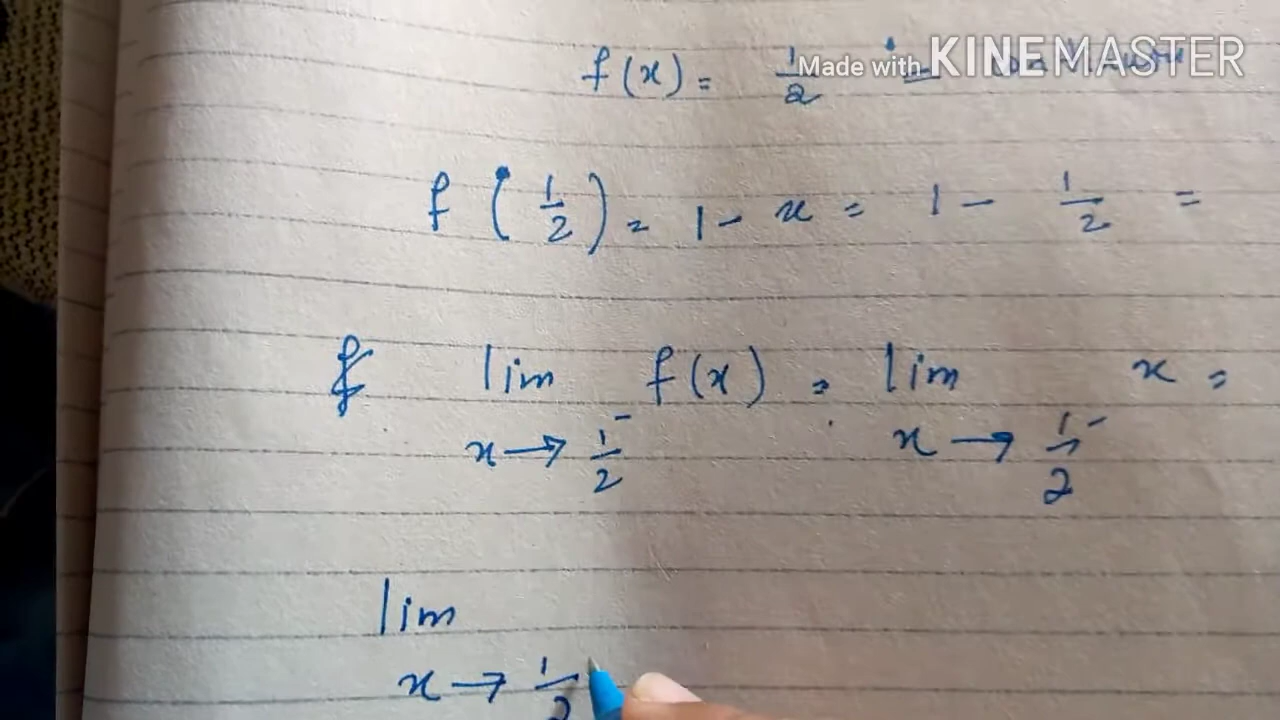 f(x) = 1/2 Made with KINEMASTER
f(1/2) = 1 - x = 1 - 1/2 =
lim f(x) = lim x =
x → 1/2⁻ x → 1/2⁻
lim
x → 1/2